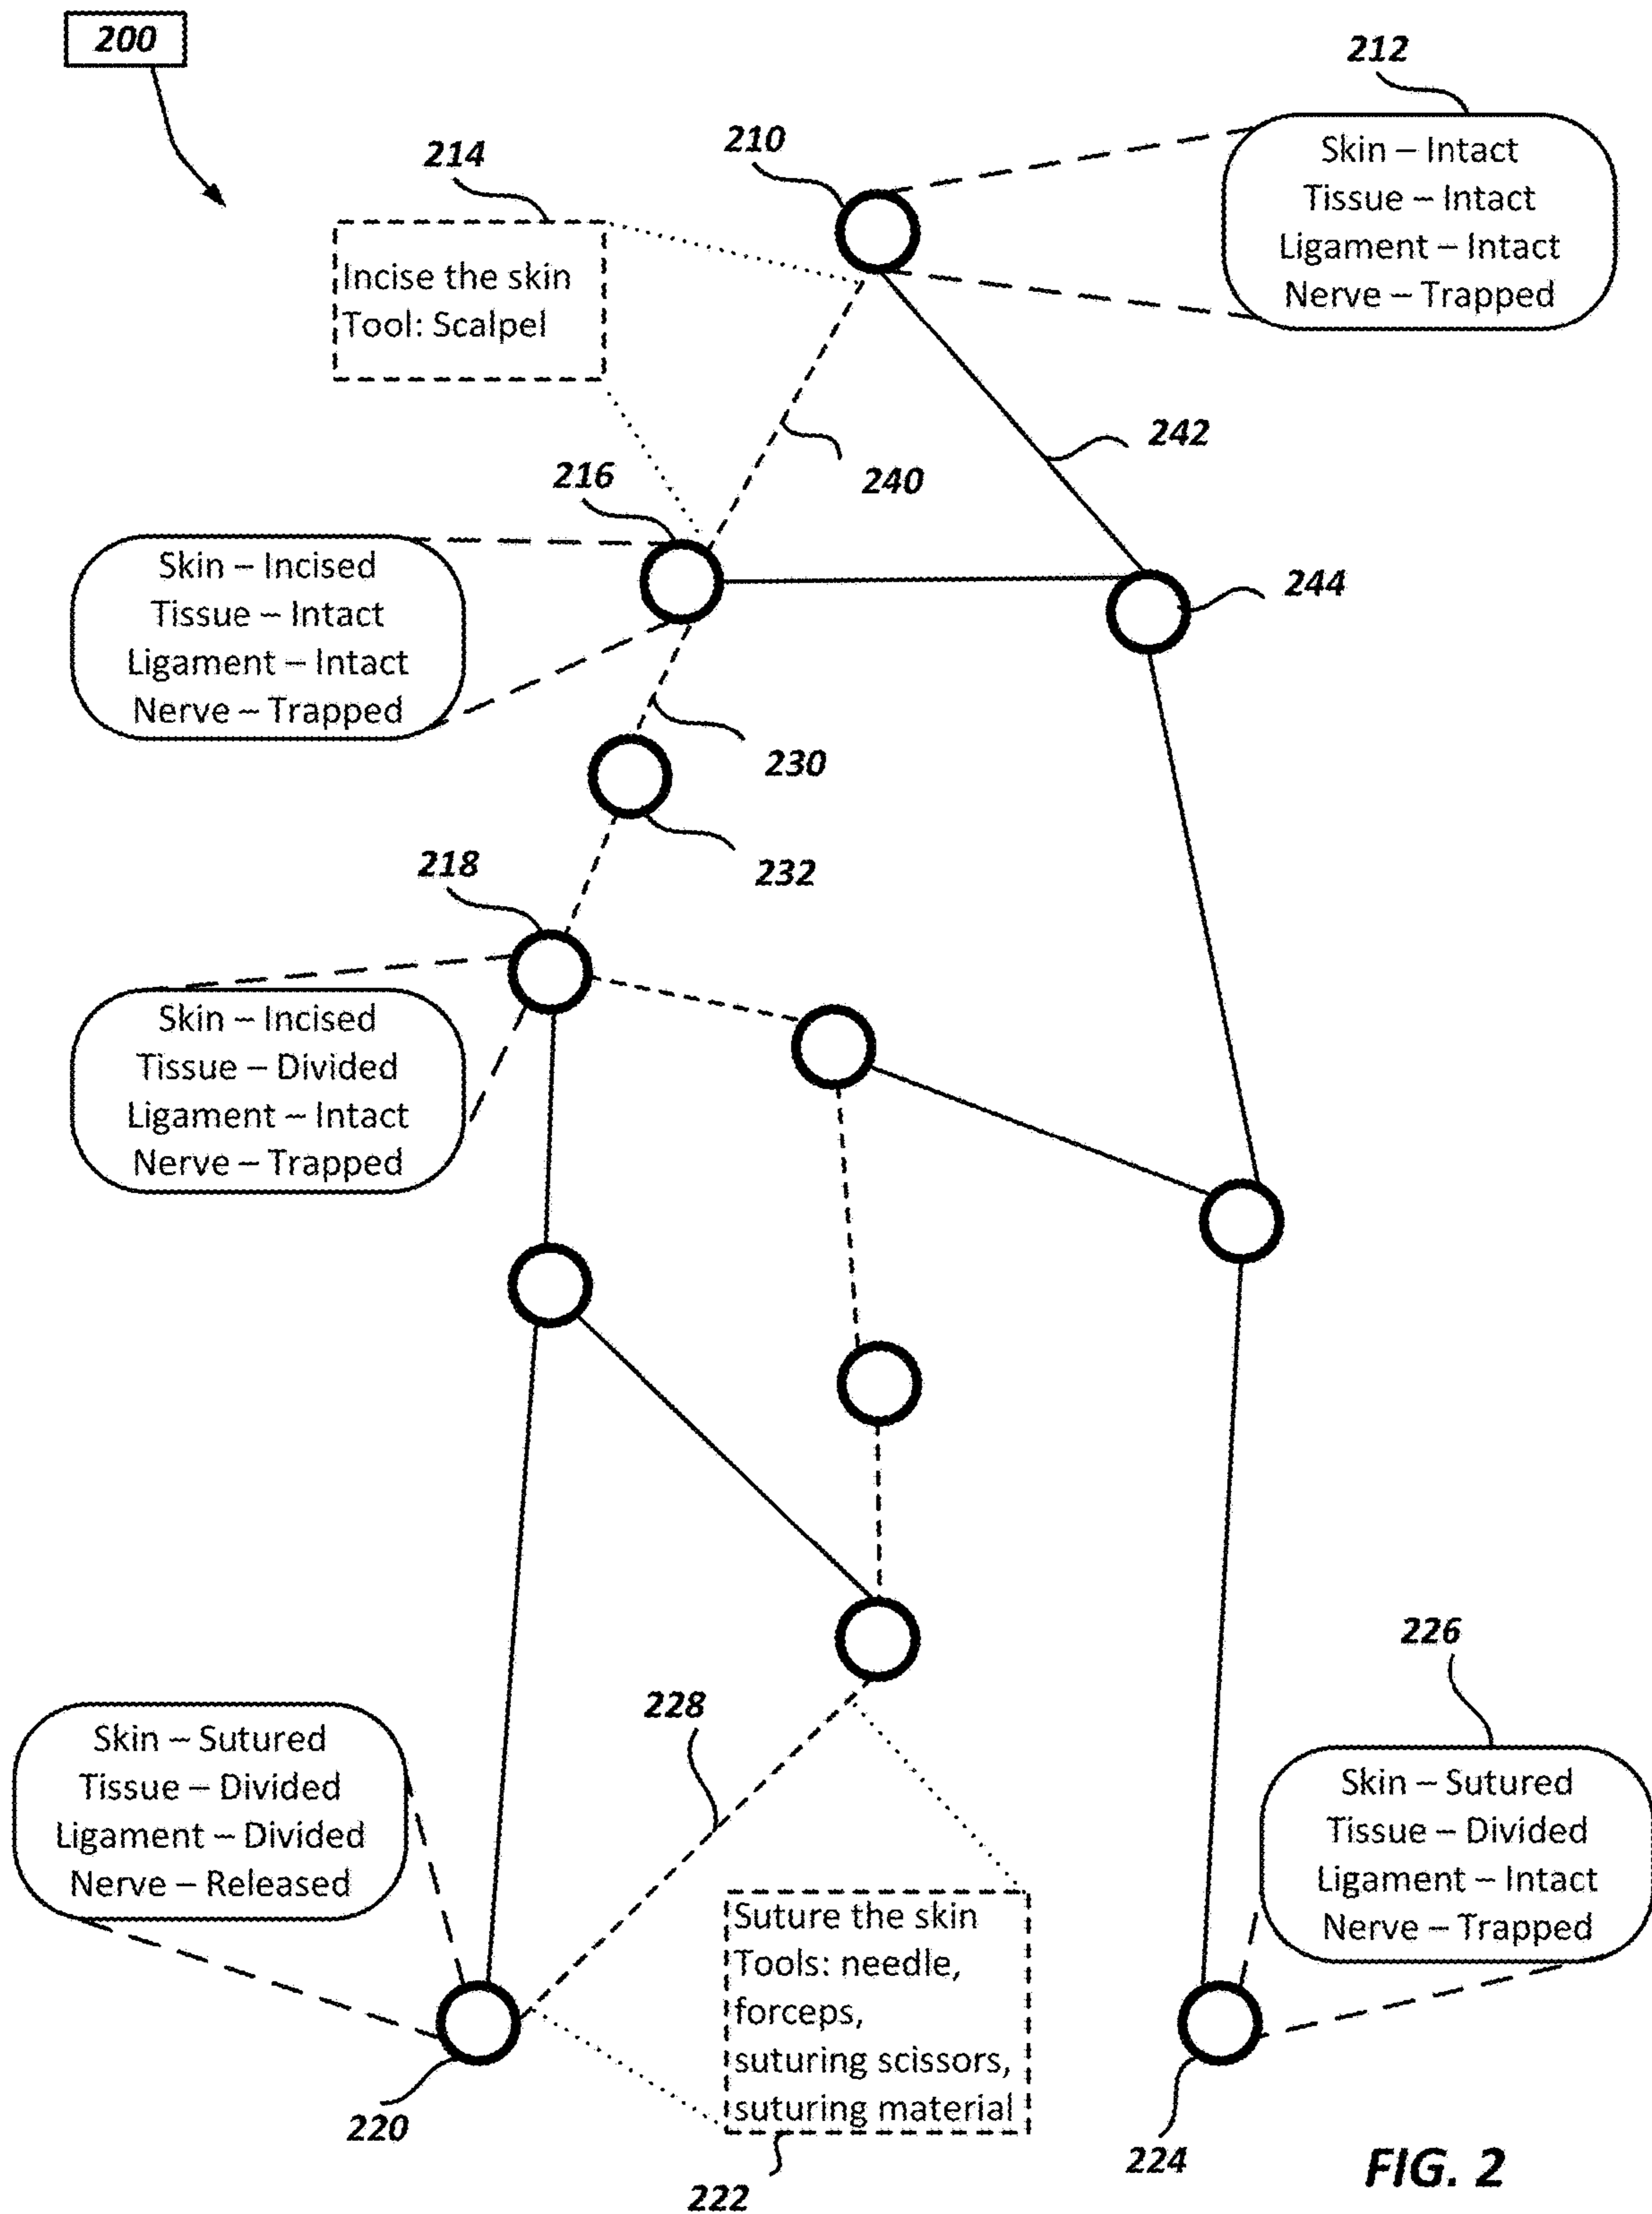 200
212
210
214
Skin – Intact
Tissue – Intact
Ligament – Intact
Nerve – Trapped
Incise the skin
Tool: Scalpel
242
240
216
244
Skin – Incised
Tissue – Intact
Ligament – Intact
Nerve – Trapped
230
232
218
Skin – Incised
Tissue – Divided
Ligament – Intact
Nerve – Trapped
226
228
Skin – Sutured
Tissue – Divided
Ligament – Divided
Nerve – Released
Skin – Sutured
Tissue – Divided
Ligament – Intact
Nerve – Trapped
Suture the skin
Tools: needle,
forceps,
suturing scissors,
suturing material
220
222
224
FIG. 2